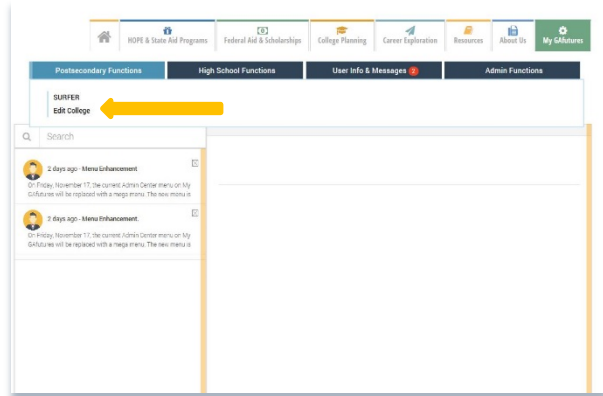 HOPE & State Aid Programs
Federal Aid & Scholarships
College Planning
Career Exploration
Resources
About Us
My GAfutures
Postsecondary Functions
High School Functions
User Info & Messages 2
Admin Functions
SURFER
Edit College
Search
2 days ago - Menu Enhancement
On Friday, November 17, the current Admin Center menu on My
GAfutures will be replaced with a mega menu. The new menu is
2 days ago - Menu Enhancement
On Friday, November 17, the current Admin Center menu on My
GAfutures will be replaced with a mega menu. The new menu is